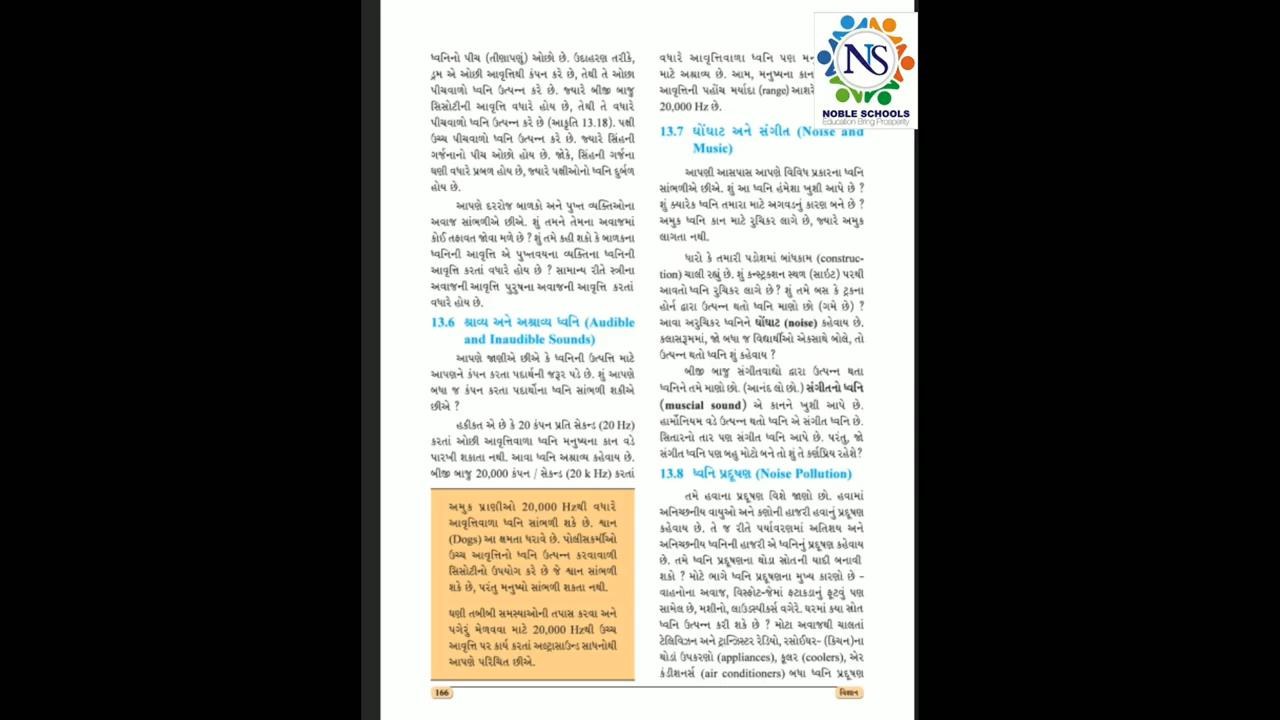 ધ્વનિનો પીચ (તીણાપણું) ઓછો છે. ઉદાહરણ તરીકે,
ડ્રમ એ ઓછી આવૃત્તિથી કંપન કરે છે, તેથી તે ઓછા
પીચવાળો ધ્વનિ ઉત્પન્ન કરે છે. જ્યારે બીજી બાજુ
સિસોટીની આવૃત્તિ વધારે હોય છે, તેથી તે વધારે
પીચવાળો ધ્વનિ ઉત્પન્ન કરે છે (આકૃતિ 13.18). પક્ષી
ઉચ્ચ પીચવાળો ધ્વનિ ઉત્પન્ન કરે છે. જ્યારે સિંહની
ગર્જનાનો પીચ ઓછો હોય છે. જોકે, સિંહની ગર્જના
ઘણી વધારે પ્રબળ હોય છે, જ્યારે પક્ષીઓનો ધ્વનિ દુર્બળ
હોય છે.
આપણે દરરોજ બાળકો અને પુખ્ત વ્યક્તિઓના
અવાજ સાંભળીએ છીએ. શું તમને તેમના અવાજમાં
કોઈ તફાવત જોવા મળે છે ? શું તમે કહી શકો કે બાળકના
ધ્વનિની આવૃત્તિ એ પુખ્તવયના વ્યક્તિના ધ્વનિની
આવૃત્તિ કરતાં વધારે હોય છે ? સામાન્ય રીતે સ્ત્રીના
અવાજની આવૃત્તિ પુરુષના અવાજની આવૃત્તિ કરતાં
વધારે હોય છે.
13.6 શ્રાવ્ય અને અશ્રાવ્ય ધ્વનિ (Audible
and Inaudible Sounds)
આપણે જાણીએ છીએ કે ધ્વનિની ઉત્પત્તિ માટે
આપણને કંપન કરતા પદાર્થની જરૂર પડે છે. શું આપણે
બધા જ કંપન કરતા પદાર્થોના ધ્વનિ સાંભળી શકીએ
છીએ ?
હકીકત એ છે કે 20 કંપન પ્રતિ સેકન્ડ (20 Hz)
કરતાં ઓછી આવૃત્તિવાળા ધ્વનિ મનુષ્યના કાન વડે
પારખી શકાતા નથી. આવા ધ્વનિ અશ્રાવ્ય કહેવાય છે.
બીજી બાજુ 20,000 કંપન / સેકન્ડ (20 k Hz) કરતાં
અમુક પ્રાણીઓ 20,000 Hzથી વધારે
આવૃત્તિવાળા ધ્વનિ સાંભળી શકે છે. શ્વાન
(Dogs) આ ક્ષમતા ધરાવે છે. પોલીસકર્મીઓ
ઉચ્ચ આવૃત્તિનો ધ્વનિ ઉત્પન્ન કરવાવાળી
સિસોટીનો ઉપયોગ કરે છે જે શ્વાન સાંભળી
શકે છે, પરંતુ મનુષ્યો સાંભળી શકતા નથી.
ઘણી તબીબી સમસ્યાઓની તપાસ કરવા અને
પગેરું મેળવવા માટે 20,000 Hzથી ઉચ્ચ
આવૃત્તિ પર કાર્ય કરતાં અલ્ટ્રાસાઉન્ડ સાધનોથી
આપણે પરિચિત છીએ.
166
વધારે આવૃત્તિવાળા ધ્વનિ પણ
માટે અશ્રાવ્ય છે. આમ, મનુષ્યના કાન
આવૃત્તિની પહોંચ મર્યાદા (range)
20,000 Hz છે.
13.7 ઘોંઘાટ અને સંગીત (Noise and
Music)
આપણી આસપાસ આપણે વિવિધ પ્રકારના ધ્વનિ
સાંભળીએ છીએ. શું આ ધ્વનિ હંમેશા ખુશી આપે છે ?
શું ક્યારેક ધ્વનિ તમારા માટે અગવડનું કારણ બને છે ?
અમુક ધ્વનિ કાન માટે રુચિકર લાગે છે, જ્યારે અમુક
લાગતા નથી.
ધારો કે તમારી પડોશમાં બાંધકામ (construc-
tion) ચાલી રહ્યું છે. શું કન્સ્ટ્રક્શન સ્થળ (સાઇટ) પરથી
આવતો ધ્વનિ રુચિકર લાગે છે ? શું તમે બસ કે ટ્રકના
હોર્ન દ્વારા ઉત્પન્ન થતો ધ્વનિ માણો છો (ગમે છે) ?
આવા અરુચિકર ધ્વનિને ઘોંઘાટ (noise) કહેવાય છે.
ક્લાસરૂમમાં, જો બધા જ વિદ્યાર્થીઓ એકસાથે બોલે, તો
ઉત્પન્ન થતો ધ્વનિ શું કહેવાય ?
બીજી બાજુ સંગીતવાદ્યો દ્વારા ઉત્પન્ન થતા
ધ્વનિને તમે માણો છો. (આનંદ લો છો.) સંગીતનો ધ્વનિ
(muscial sound) એ કાનને ખુશી આપે છે.
હાર્મોનિયમ વડે ઉત્પન્ન થતો ધ્વનિ એ સંગીત ધ્વનિ છે.
સિતારનો તાર પણ સંગીત ધ્વનિ આપે છે. પરંતુ, જો
સંગીત ધ્વનિ પણ બહુ મોટો બને તો શું તે કર્ણપ્રિય રહેશે?
13.8 ધ્વનિ પ્રદૂષણ (Noise Pollution)
તમે હવાના પ્રદૂષણ વિશે જાણો છો. હવામાં
અનિચ્છનીય વાયુઓ અને કણોની હાજરી હવાનું પ્રદૂષણ
કહેવાય છે. તે જ રીતે પર્યાવરણમાં અતિશય અને
અનિચ્છનીય ધ્વનિની હાજરી એ ધ્વનિનું પ્રદૂષણ કહેવાય
છે. તમે ધ્વનિ પ્રદૂષણના થોડા સ્રોતની યાદી બનાવી
શકો ? મોટે ભાગે ધ્વનિ પ્રદૂષણના મુખ્ય કારણો છે -
વાહનોના અવાજ, વિસ્ફોટ-જેમાં ફટાકડાનું ફૂટવું પણ
સામેલ છે, મશીનો, લાઉડસ્પીકર્સ વગેરે. ઘરમાં ક્યા સ્રોત
ધ્વનિ ઉત્પન્ન કરી શકે છે ? મોટા અવાજથી ચાલતાં
ટેલિવિઝન અને ટ્રાન્ઝિસ્ટર રેડિયો, રસોઈઘર- (કિચન)ના
થોડાં ઉપકરણો (appliances), કૂલર (coolers), એર
કંડીશનર્સ (air conditioners) બધા ધ્વનિ પ્રદૂષણ
વિજ્ઞાન
NS
NOBLE SCHOOLS
Education Bring Prosperity